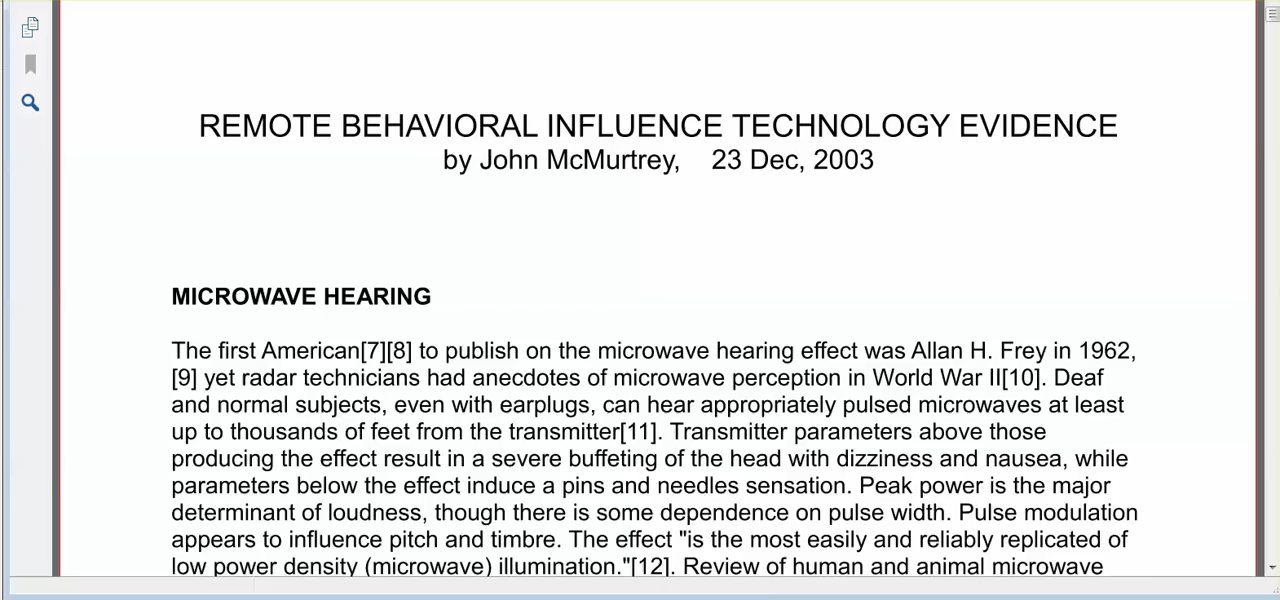 REMOTE BEHAVIORAL INFLUENCE TECHNOLOGY EVIDENCE
by John McMurtrey, 23 Dec, 2003
MICROWAVE HEARING
The first American[7][8] to publish on the microwave hearing effect was Allan H. Frey in 1962,
[9] yet radar technicians had anecdotes of microwave perception in World War II[10]. Deaf
and normal subjects, even with earplugs, can hear appropriately pulsed microwaves at least
up to thousands of feet from the transmitter[11]. Transmitter parameters above those
producing the effect result in a severe buffeting of the head with dizziness and nausea, while
parameters below the effect induce a pins and needles sensation. Peak power is the major
determinant of loudness, though there is some dependence on pulse width. Pulse modulation
appears to influence pitch and timbre. The effect "is the most easily and reliably replicated of
low power density (microwave) illumination."[12]. Review of human and animal microwave